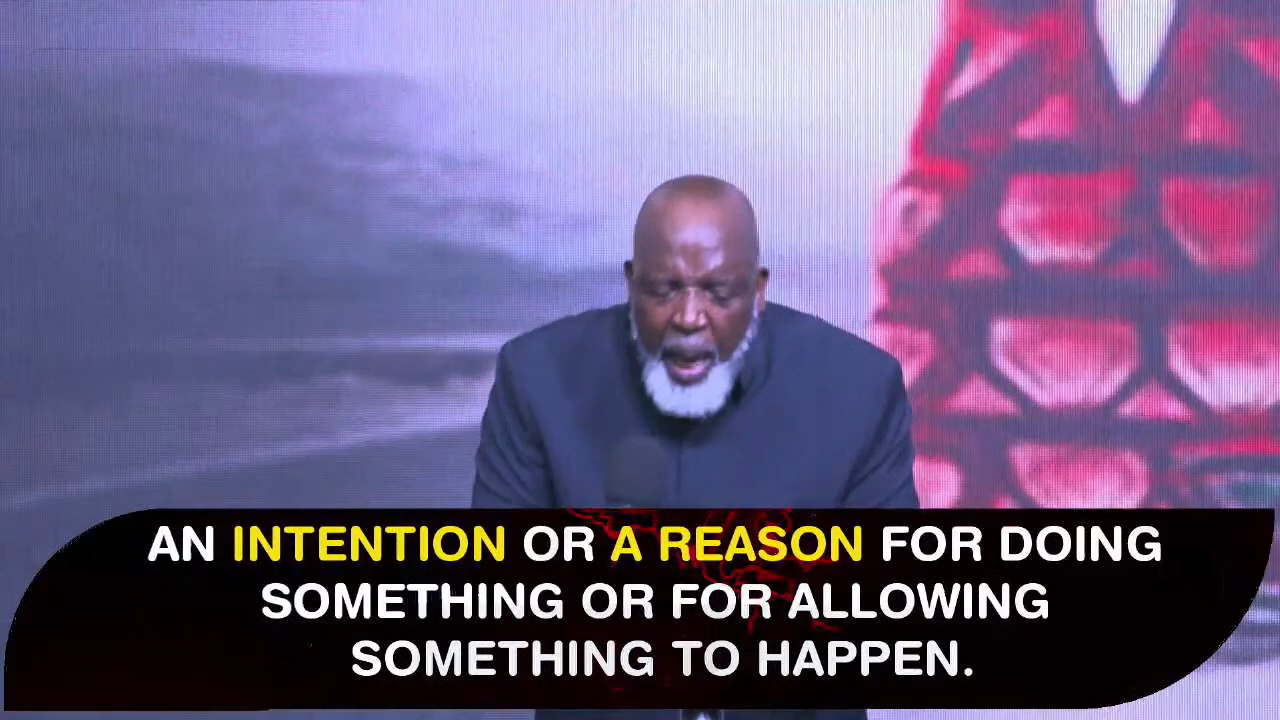 AN INTENTION OR A REASON FOR DOING
SOMETHING OR FOR ALLOWING
SOMETHING TO HAPPEN.